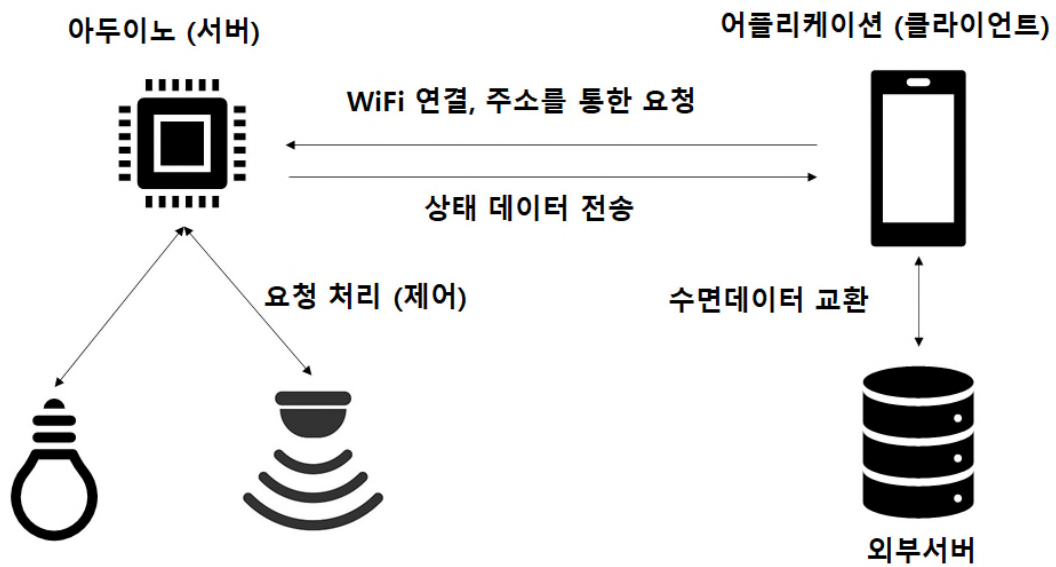 아두이노 (서버)
어플리케이션 (클라이언트)
WiFi 연결, 주소를 통한 요청
상태 데이터 전송
요청 처리 (제어)
수면데이터 교환
외부서버